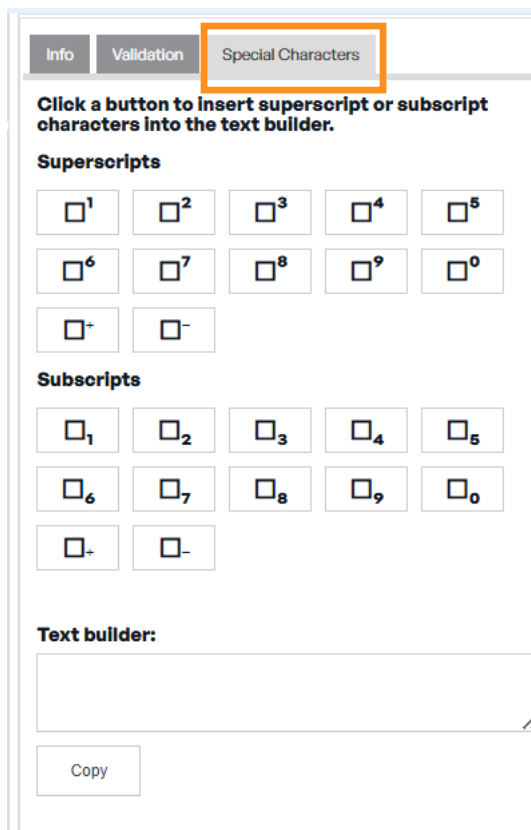 Info Validation Special Characters
Click a button to insert superscript or subscript
characters into the text builder.
Superscripts
□¹ □² □³ □⁴ □⁵
□⁶ □⁷ □⁸ □⁹ □⁰
□⁺ □⁻
Subscripts
□₁ □₂ □₃ □₄ □₅
□₆ □₇ □₈ □₉ □₀
□₊ □₋
Text builder:
Copy